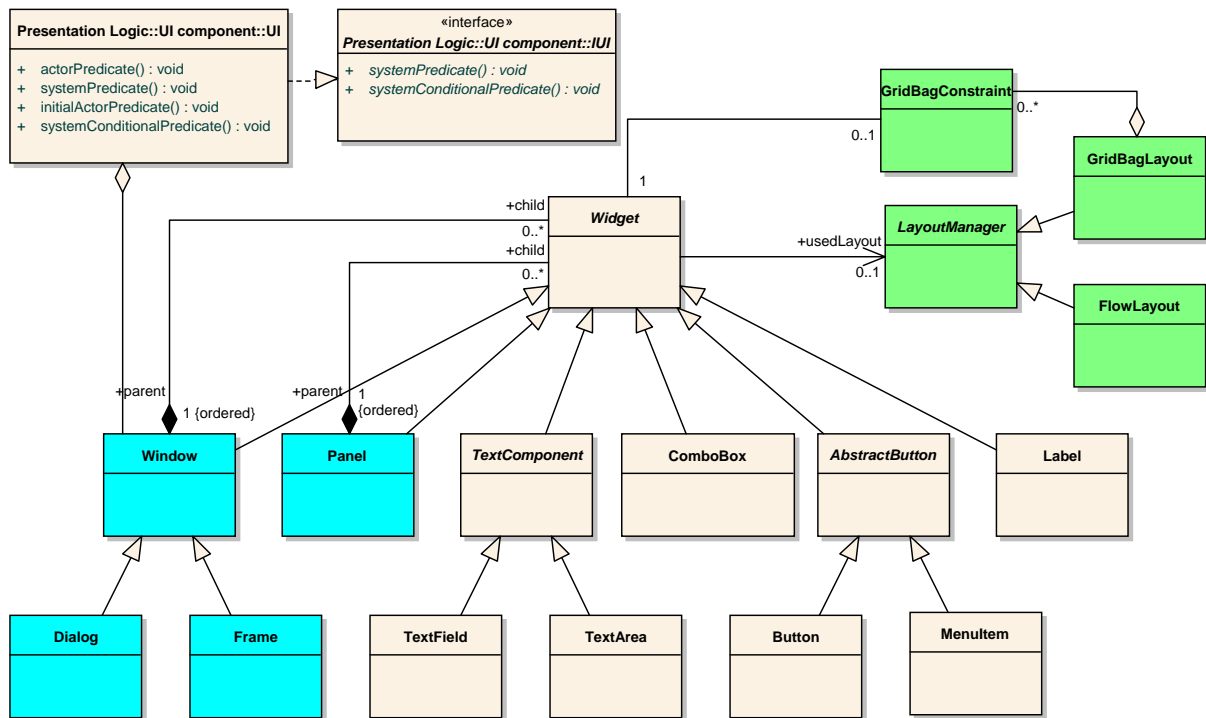 Presentation Logic::UI component::UI
+ actorPredicate() : void
+ systemPredicate() : void
+ initialActorPredicate() : void
+ systemConditionalPredicate() : void
«interface»
Presentation Logic::UI component::IUI
+ systemPredicate() : void
+ systemConditionalPredicate() : void
GridBagConstraint
0..*
0..1
GridBagLayout
1
+child
0..*
+child
0..*
Widget
+usedLayout
0..1
LayoutManager
FlowLayout
+parent
1 {ordered}
+parent
1
{ordered}
Window
Panel
TextComponent
ComboBox
AbstractButton
Label
Dialog
Frame
TextField
TextArea
Button
MenuItem